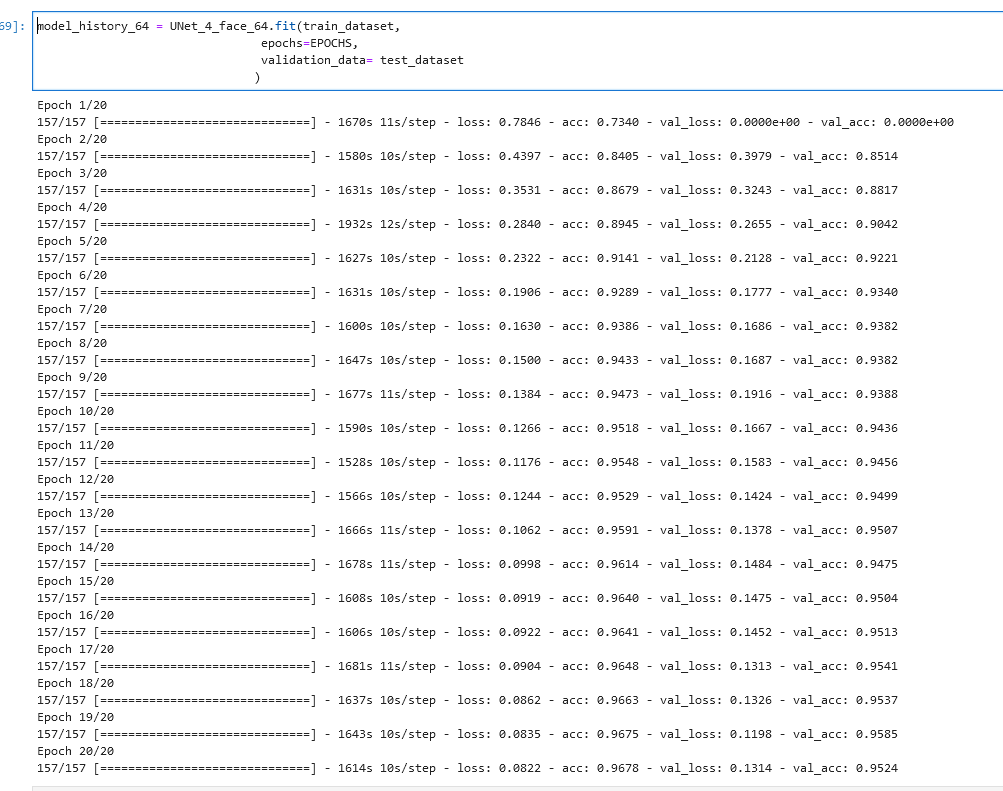 69]: model_history_64 = UNet_4_face_64.fit(train_dataset,
epochs=EPOCHS,
validation_data= test_dataset
)
Epoch 1/20
157/157 [==============================] - 1670s 11s/step - loss: 0.7846 - acc: 0.7340 - val_loss: 0.0000e+00 - val_acc: 0.0000e+00
Epoch 2/20
157/157 [==============================] - 1580s 10s/step - loss: 0.4397 - acc: 0.8405 - val_loss: 0.3979 - val_acc: 0.8514
Epoch 3/20
157/157 [==============================] - 1631s 10s/step - loss: 0.3531 - acc: 0.8679 - val_loss: 0.3243 - val_acc: 0.8817
Epoch 4/20
157/157 [==============================] - 1932s 12s/step - loss: 0.2840 - acc: 0.8945 - val_loss: 0.2655 - val_acc: 0.9042
Epoch 5/20
157/157 [==============================] - 1627s 10s/step - loss: 0.2322 - acc: 0.9141 - val_loss: 0.2128 - val_acc: 0.9221
Epoch 6/20
157/157 [==============================] - 1631s 10s/step - loss: 0.1906 - acc: 0.9289 - val_loss: 0.1777 - val_acc: 0.9340
Epoch 7/20
157/157 [==============================] - 1600s 10s/step - loss: 0.1630 - acc: 0.9386 - val_loss: 0.1686 - val_acc: 0.9382
Epoch 8/20
157/157 [==============================] - 1647s 10s/step - loss: 0.1500 - acc: 0.9433 - val_loss: 0.1687 - val_acc: 0.9382
Epoch 9/20
157/157 [==============================] - 1677s 11s/step - loss: 0.1384 - acc: 0.9473 - val_loss: 0.1916 - val_acc: 0.9388
Epoch 10/20
157/157 [==============================] - 1590s 10s/step - loss: 0.1266 - acc: 0.9518 - val_loss: 0.1667 - val_acc: 0.9436
Epoch 11/20
157/157 [==============================] - 1528s 10s/step - loss: 0.1176 - acc: 0.9548 - val_loss: 0.1583 - val_acc: 0.9456
Epoch 12/20
157/157 [==============================] - 1566s 10s/step - loss: 0.1244 - acc: 0.9529 - val_loss: 0.1424 - val_acc: 0.9499
Epoch 13/20
157/157 [==============================] - 1666s 11s/step - loss: 0.1062 - acc: 0.9591 - val_loss: 0.1378 - val_acc: 0.9507
Epoch 14/20
157/157 [==============================] - 1678s 11s/step - loss: 0.0998 - acc: 0.9614 - val_loss: 0.1484 - val_acc: 0.9475
Epoch 15/20
157/157 [==============================] - 1608s 10s/step - loss: 0.0919 - acc: 0.9640 - val_loss: 0.1475 - val_acc: 0.9504
Epoch 16/20
157/157 [==============================] - 1606s 10s/step - loss: 0.0922 - acc: 0.9641 - val_loss: 0.1452 - val_acc: 0.9513
Epoch 17/20
157/157 [==============================] - 1681s 11s/step - loss: 0.0904 - acc: 0.9648 - val_loss: 0.1313 - val_acc: 0.9541
Epoch 18/20
157/157 [==============================] - 1637s 10s/step - loss: 0.0862 - acc: 0.9663 - val_loss: 0.1326 - val_acc: 0.9537
Epoch 19/20
157/157 [==============================] - 1643s 10s/step - loss: 0.0835 - acc: 0.9675 - val_loss: 0.1198 - val_acc: 0.9585
Epoch 20/20
157/157 [==============================] - 1614s 10s/step - loss: 0.0822 - acc: 0.9678 - val_loss: 0.1314 - val_acc: 0.9524